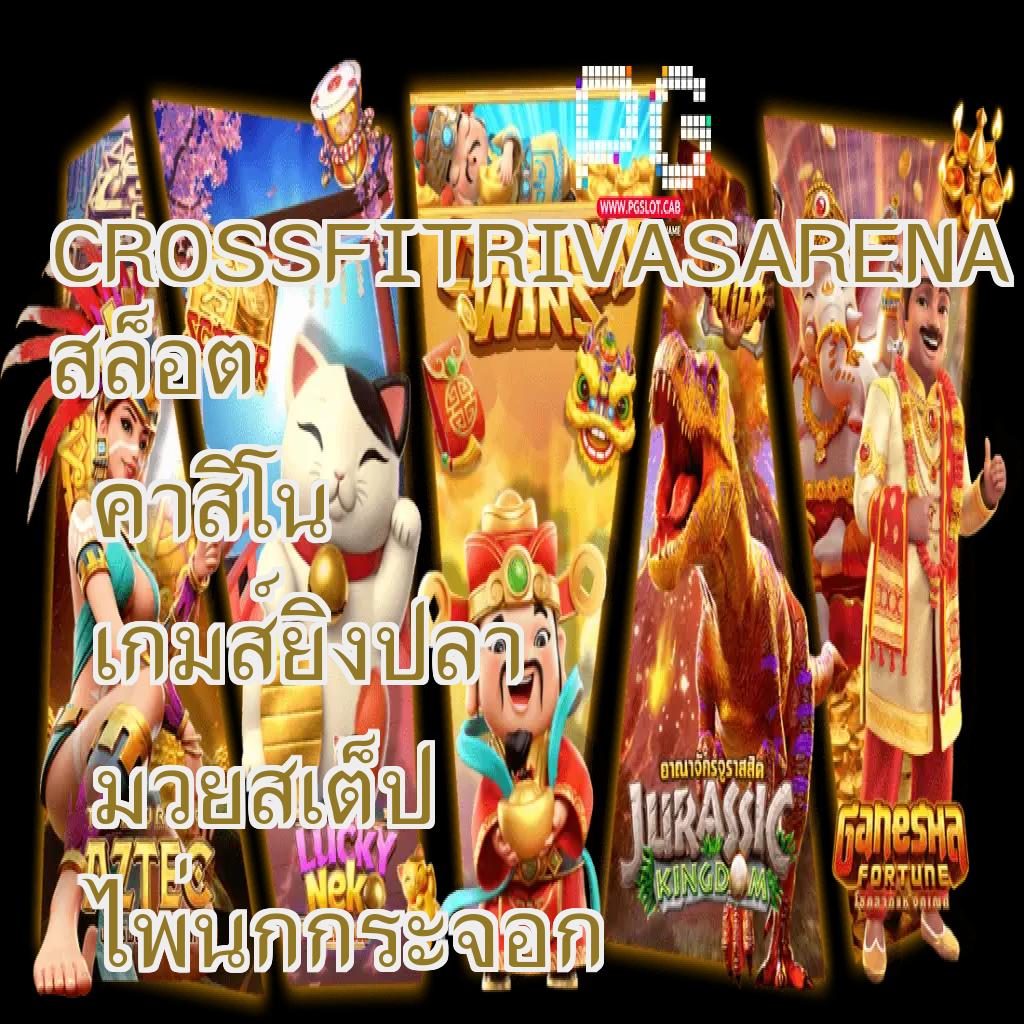 PG
WWW.PGSLOT.CAB
CROSSFITRIVASARENA
WINS
WILD
สล็อต
คาสิโน
เกมส์ยิงปลา
อาณาจักรจูราสสิค
JURASSIC
KINGDOM
มวยสเต็ป
GANESHA
FORTUNE
AZTEC
LUCKY
Neko
ไพ่นกกระจอก